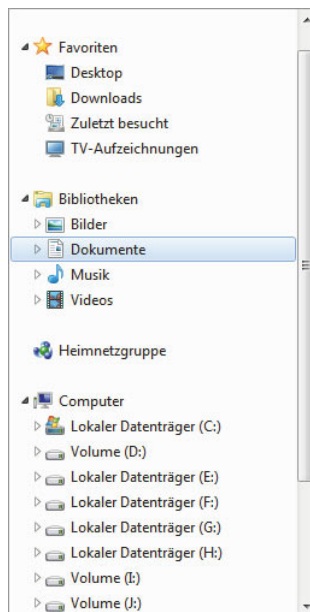 Favoriten
Desktop
Downloads
Zuletzt besucht
TV-Aufzeichnungen
Bibliotheken
Bilder
Dokumente
Musik
Videos
Heimnetzgruppe
Computer
Lokaler Datenträger (C:)
Volume (D:)
Lokaler Datenträger (E:)
Lokaler Datenträger (F:)
Lokaler Datenträger (G:)
Lokaler Datenträger (H:)
Volume (I:)
Volume (J:)